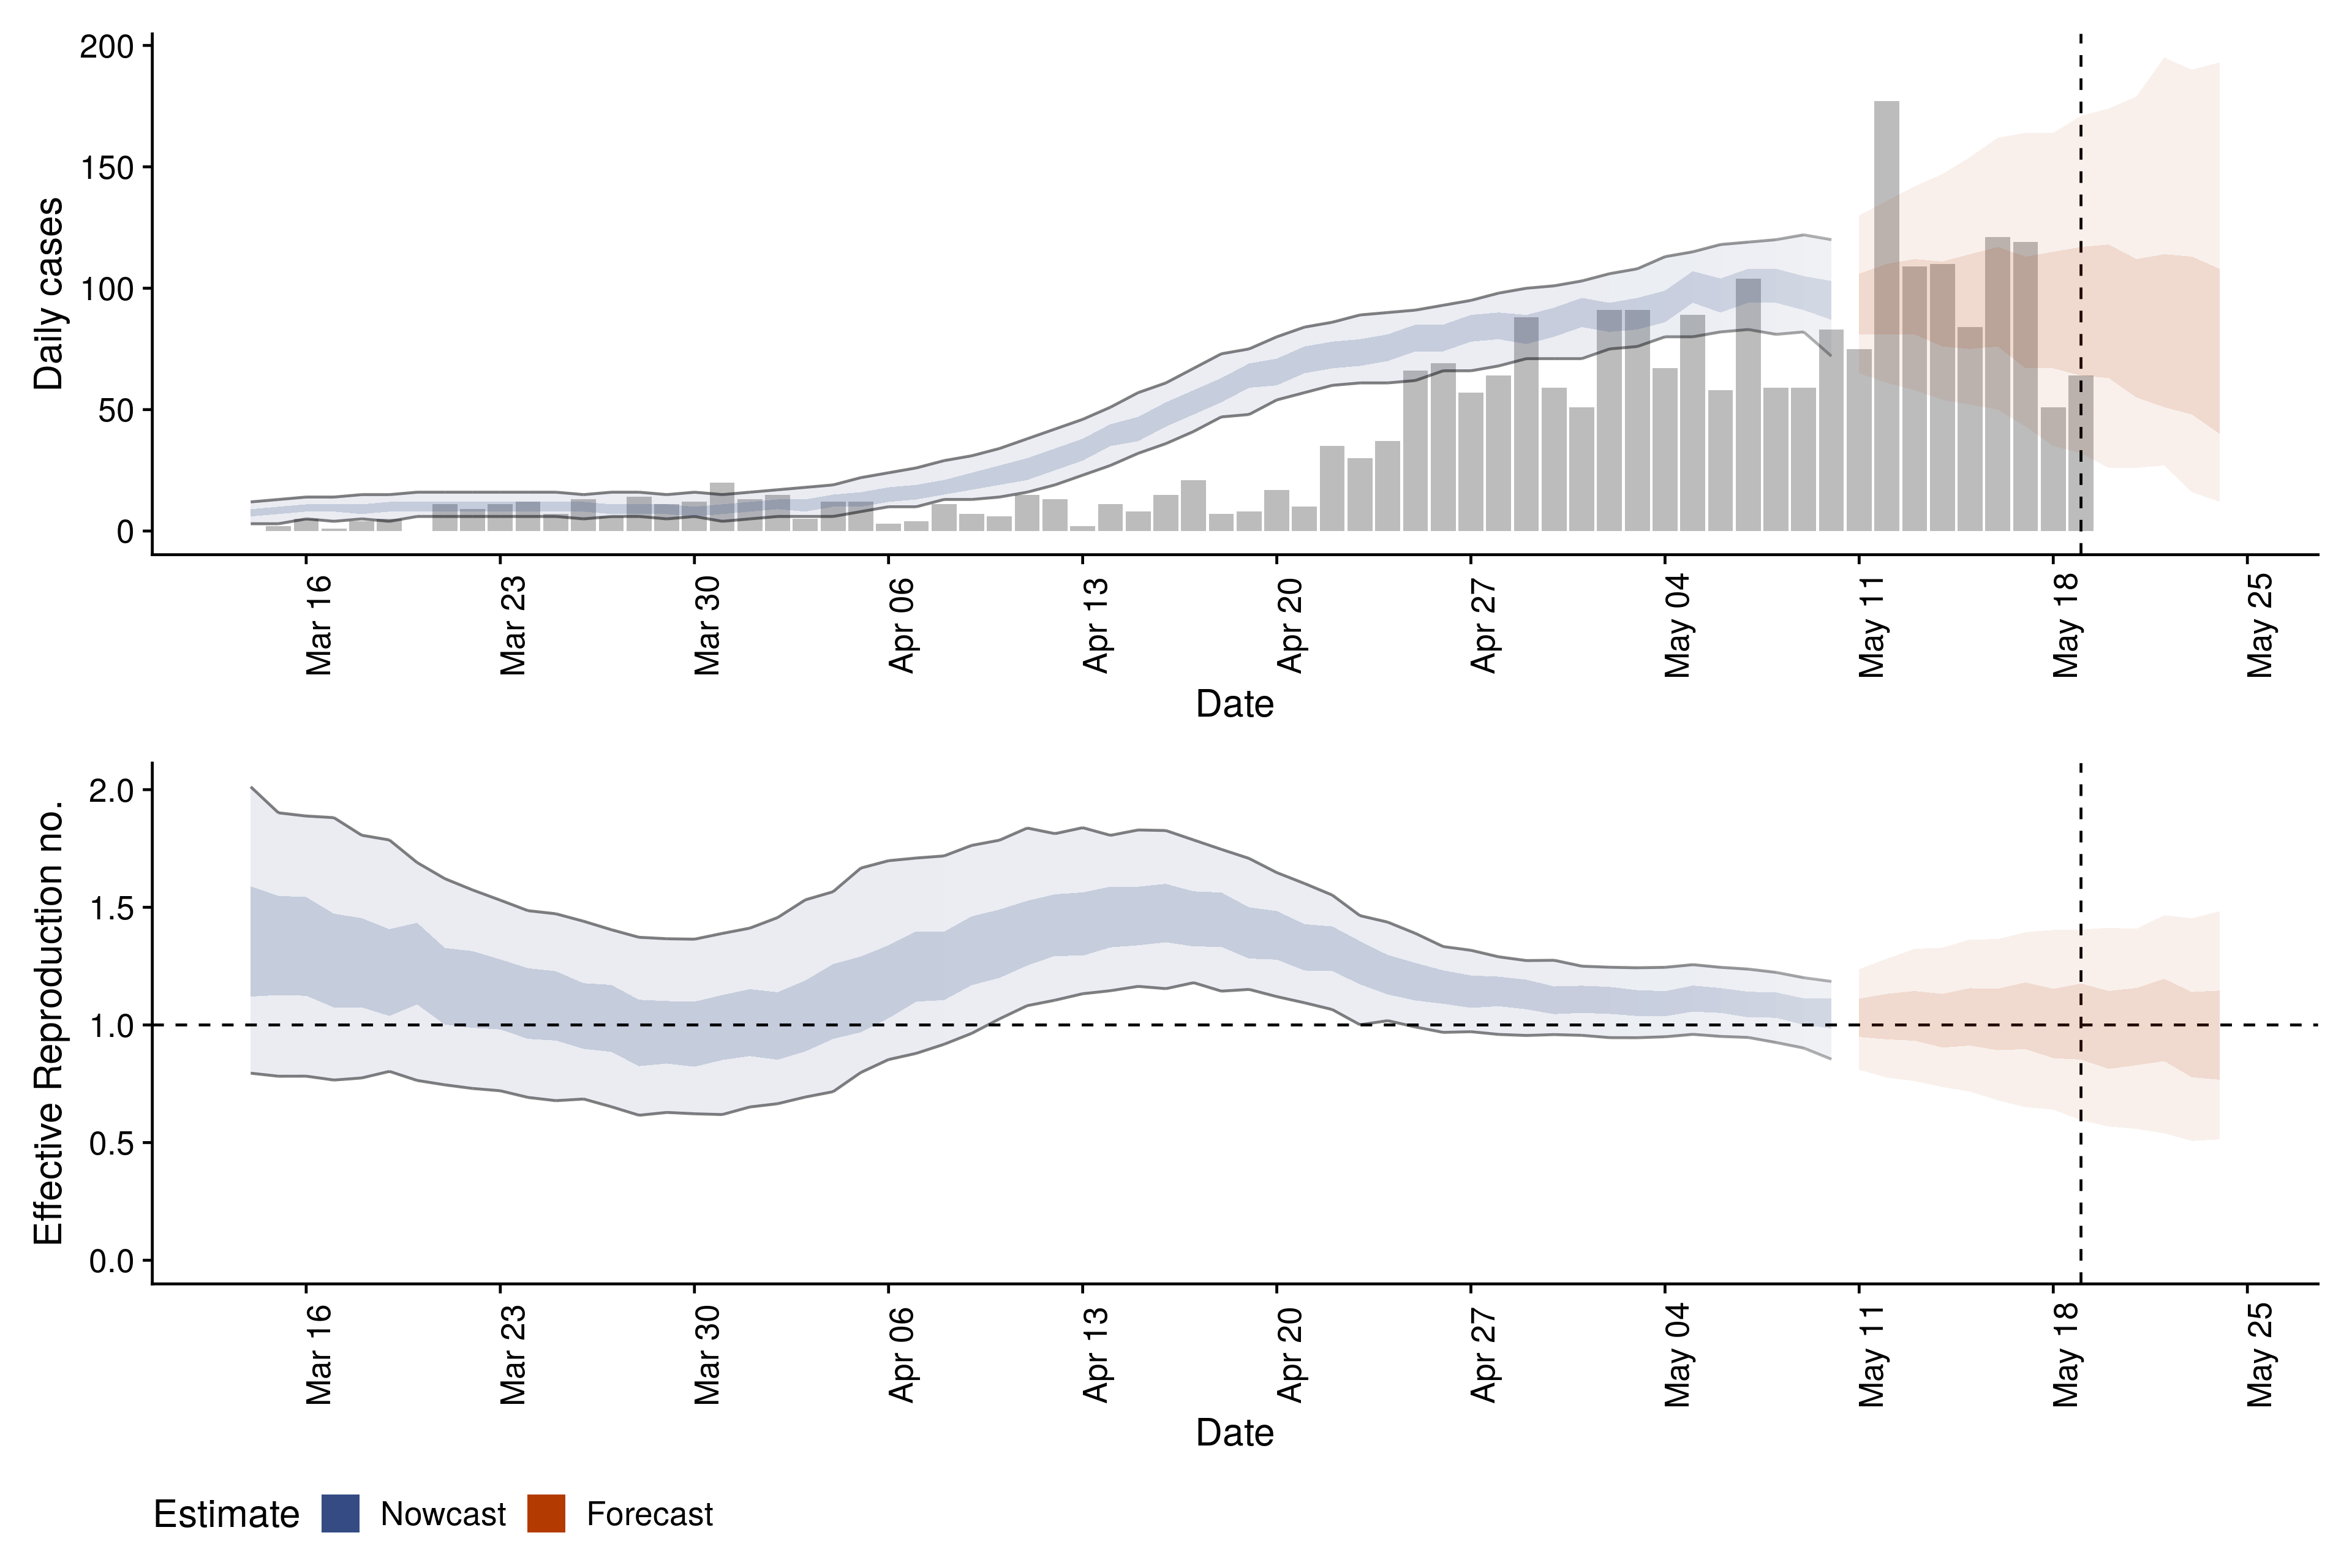 Daily cases
200
150
100
50
0
Mar 16
Mar 23
Mar 30
Apr 06
Apr 13
Apr 20
Apr 27
May 04
May 11
May 18
May 25
Date
Effective Reproduction no.
2.0
1.5
1.0
0.5
0.0
Mar 16
Mar 23
Mar 30
Apr 06
Apr 13
Apr 20
Apr 27
May 04
May 11
May 18
May 25
Date
Estimate Nowcast Forecast